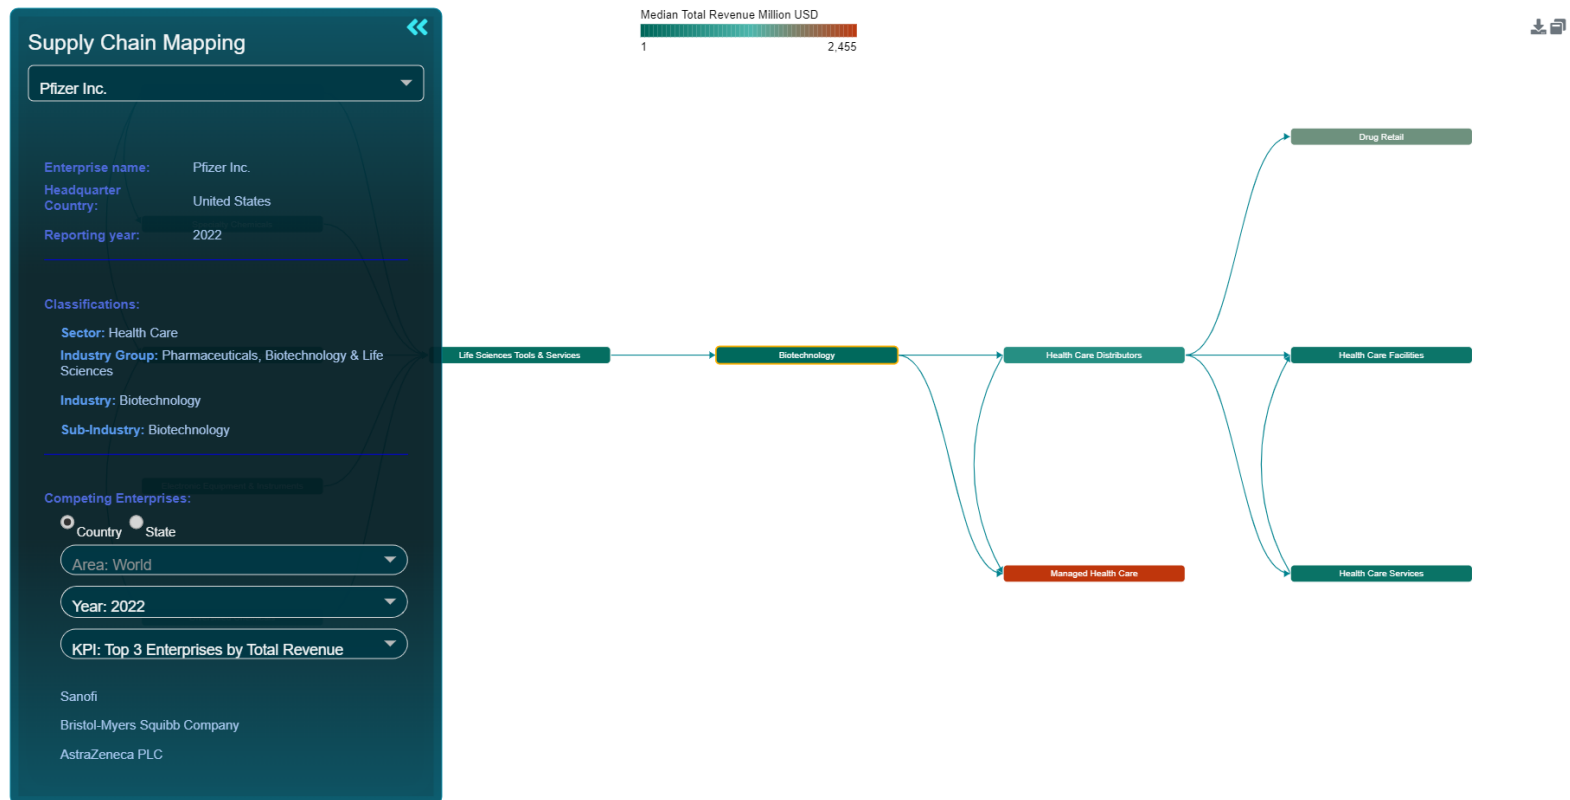 Supply Chain Mapping
Pfizer Inc.
Enterprise name: Pfizer Inc.
Headquarter
Country: United States
Reporting year: 2022
Classifications:
Sector: Health Care
Industry Group: Pharmaceuticals, Biotechnology & Life
Sciences
Industry: Biotechnology
Sub-Industry: Biotechnology
Competing Enterprises:
Country State
Area: World
Year: 2022
KPI: Top 3 Enterprises by Total Revenue
Sanofi
Bristol-Myers Squibb Company
AstraZeneca PLC
Median Total Revenue Million USD
1 2,455
Drug Retail
Life Sciences Tools & Services
Biotechnology
Health Care Distributors
Health Care Facilities
Managed Health Care
Health Care Services